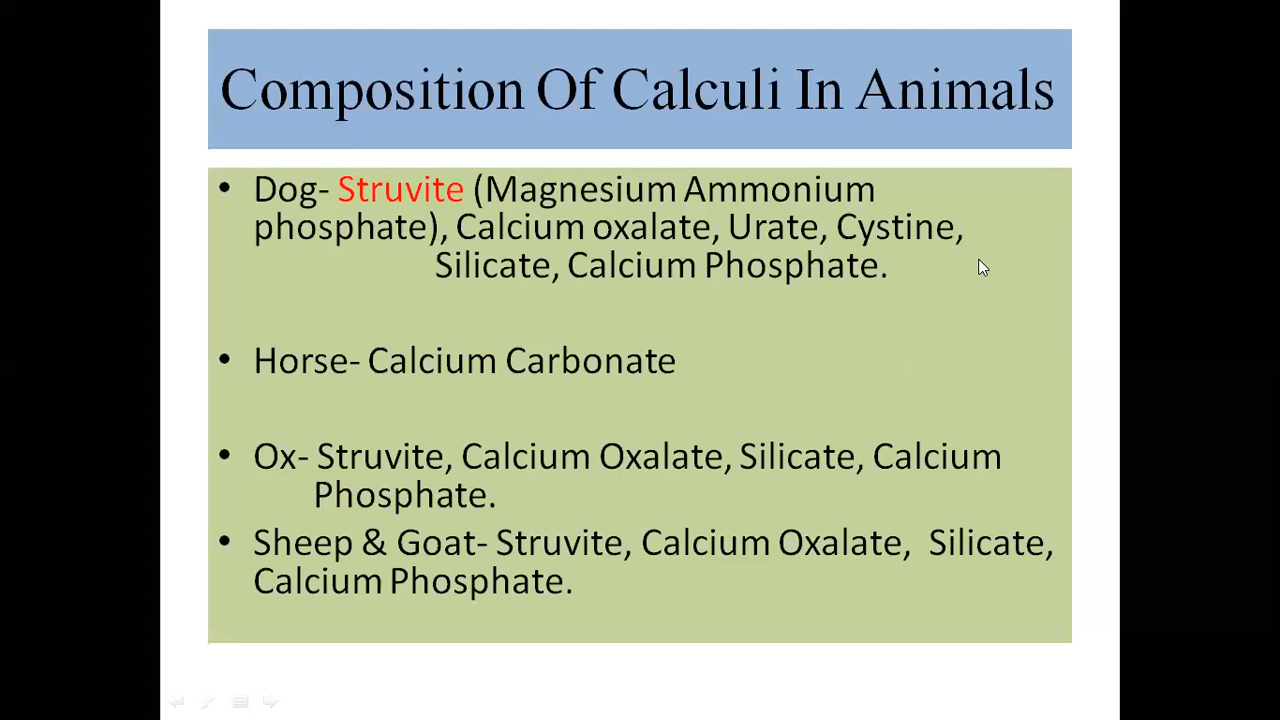 Composition Of Calculi In Animals
• Dog- Struvite (Magnesium Ammonium
phosphate), Calcium oxalate, Urate, Cystine,
Silicate, Calcium Phosphate.
• Horse- Calcium Carbonate
• Ox- Struvite, Calcium Oxalate, Silicate, Calcium
Phosphate.
• Sheep & Goat- Struvite, Calcium Oxalate, Silicate,
Calcium Phosphate.